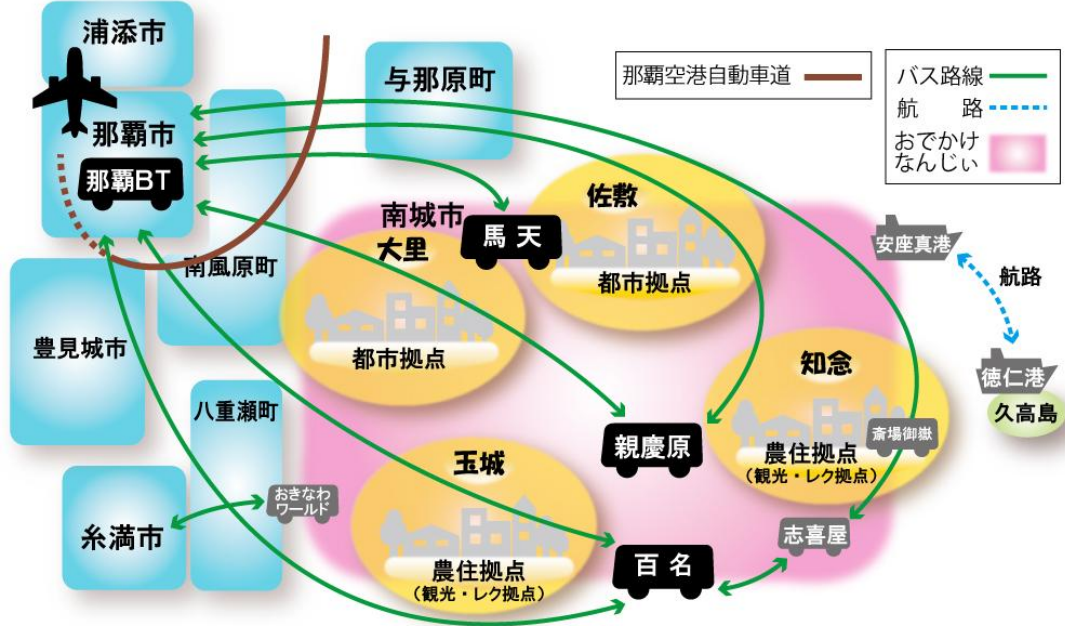 浦添市
那覇市
那覇BT
与那原町
那覇空港自動車道
バス路線
航　　路
おでかけ
なんじぃ
南城市
大里
都市拠点
馬天
佐敷
都市拠点
安座真港
航路
徳仁港
久高島
南風原町
豊見城市
八重瀬町
糸満市
おきなわ
ワールド
知念
斎場御嶽
農住拠点
(観光・レク拠点)
親慶原
玉城
農住拠点
(観光・レク拠点)
志喜屋
百名